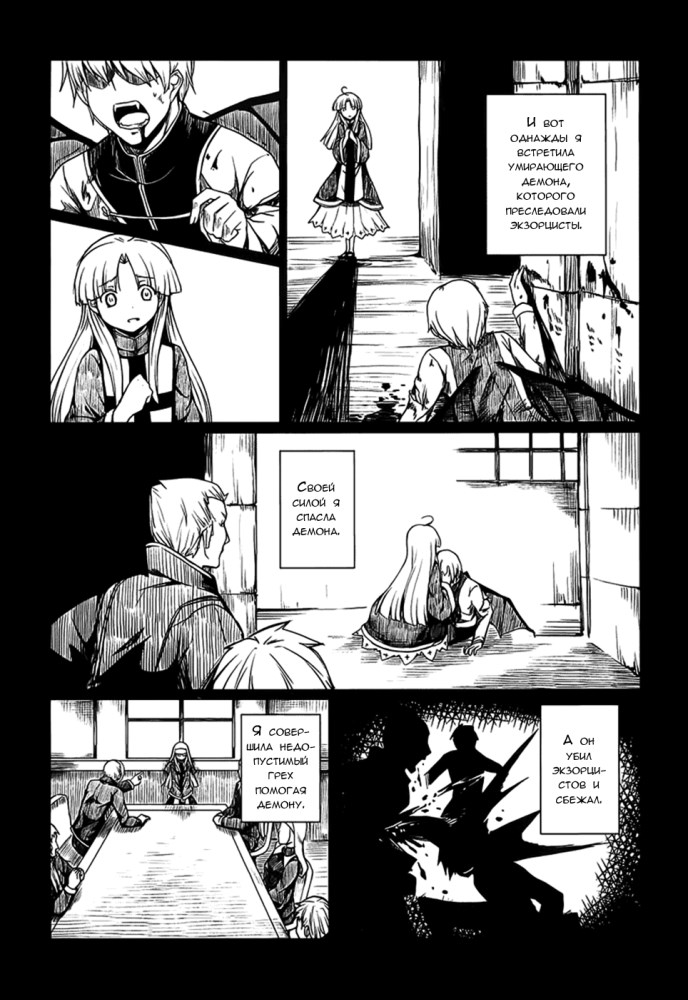 И вот
однажды я
встретила
умирающего
демона,
которого
преследовали
экзорцисты.
Своей
силой я
спасла
демона.
А он
убил
экзорци-
стов и
сбежал.
Я совер-
шила недо-
пустимый
грех
помогая
демону.